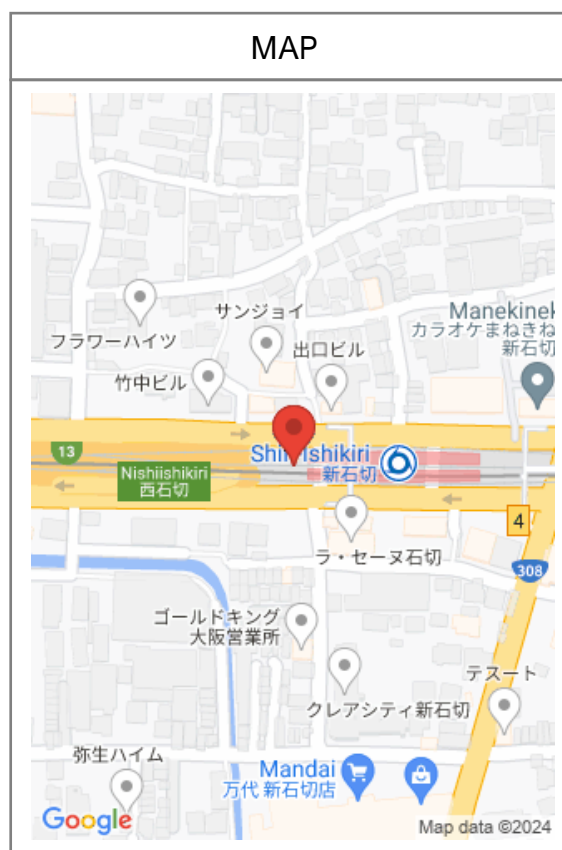 MAP
サンジョイ
Manekinek
カラオケまねきね
新石切
フラワーハイツ
出口ビル
竹中ビル
13
Shin-Ishikiri
新石切
Nishiishikiri
西石切
4
ラ・セーヌ石切
308
ゴールドキング
大阪営業所
テスート
クレアシティ新石切
弥生ハイム
Mandai
万代 新石切店
Google
Map data ©2024